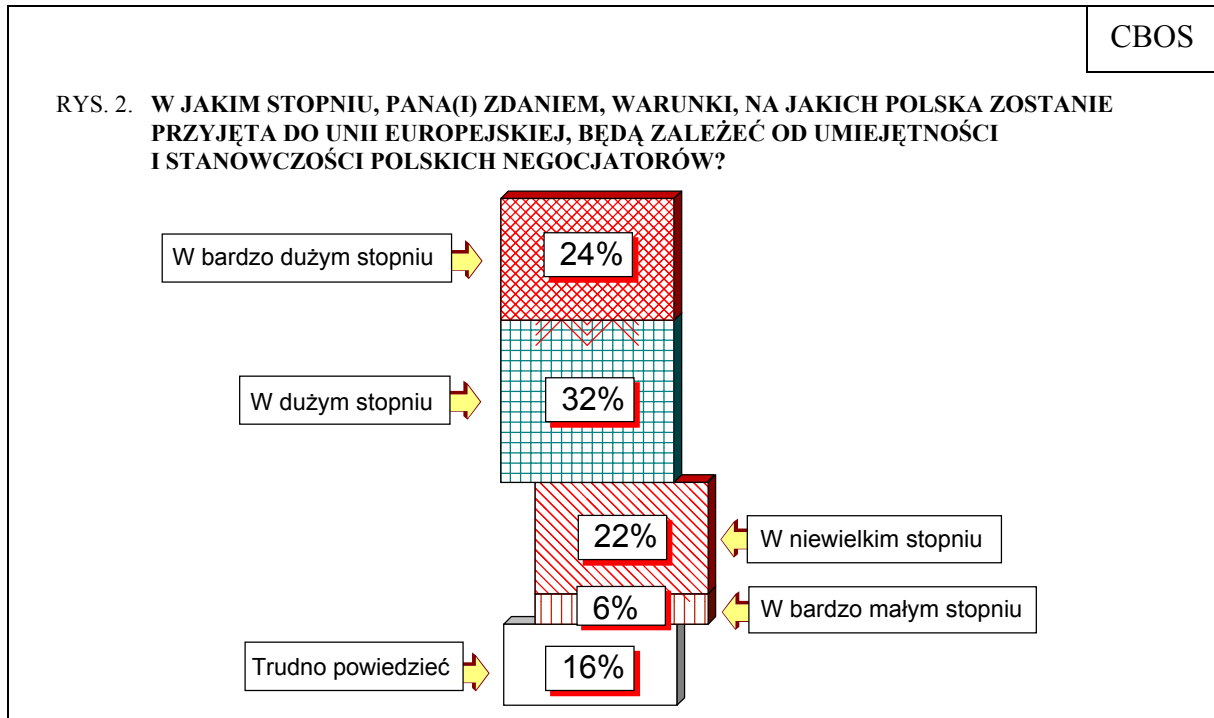 CBOS
RYS. 2. W JAKIM STOPNIU, PANA(I) ZDANIEM, WARUNKI, NA JAKICH POLSKA ZOSTANIE
PRZYJĘTA DO UNII EUROPEJSKIEJ, BĘDĄ ZALEŻEĆ OD UMIEJĘTNOŚCI
I STANOWCZOŚCI POLSKICH NEGOCJATORÓW?
W bardzo dużym stopniu
24%
W dużym stopniu
32%
22%
W niewielkim stopniu
6%
W bardzo małym stopniu
Trudno powiedzieć
16%